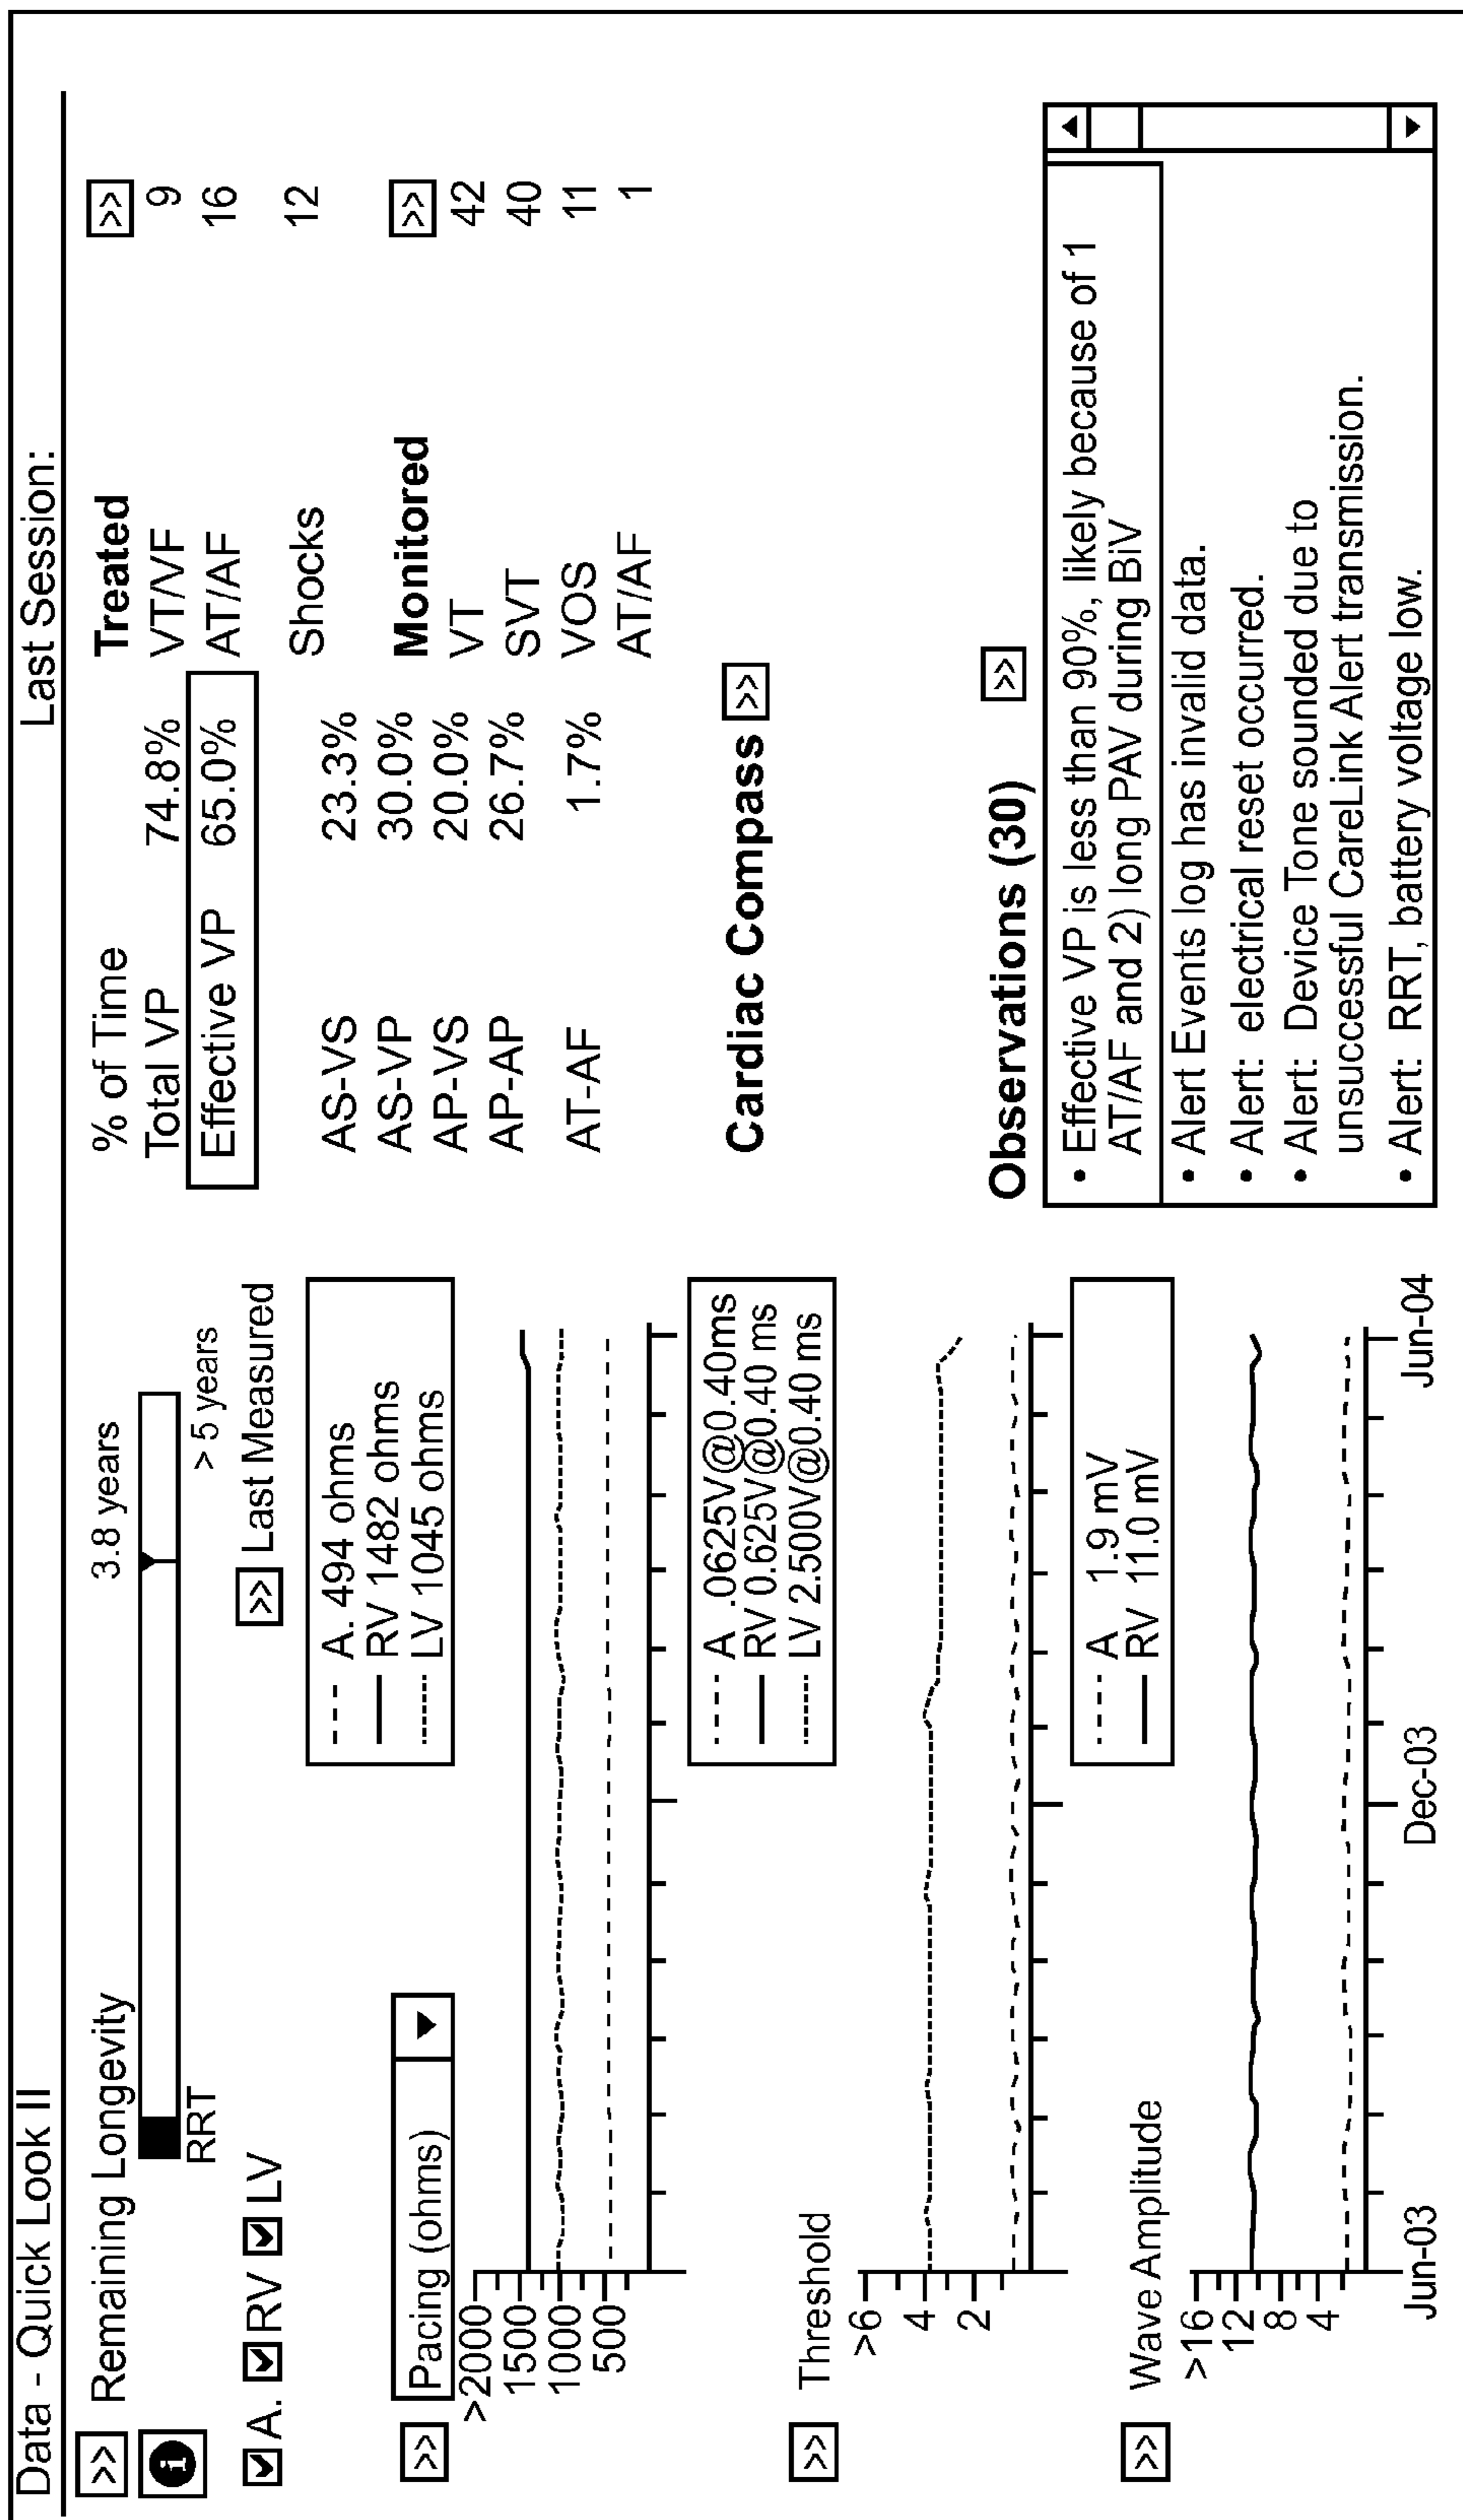 Data - Quick Look II
Last Session:
>> Remaining Longevity
3.8 years
i
RRT
> 5 years
A. RV LV
>> Last Measured
>> Pacing (ohms)
A. 494 ohms
RV 1482 ohms
LV 1045 ohms
>2000
1500
1000
500
>> Threshold
A .0625V@0.40ms
RV 0.625V@0.40 ms
LV 2.500V@0.40 ms
>6
4
2
>> Wave Amplitude
A 1.9 mV
RV 11.0 mV
>16
12
8
4
Jun-03 Dec-03 Jun-04
% of Time
Total VP 74.8%
Effective VP 65.0%
AS-VS 23.3%
AS-VP 30.0%
AP-VS 20.0%
AP-AP 26.7%
AT-AF 1.7%
Treated >>
VT/VF 9
AT/AF 16
Shocks 12
Monitored >>
VT 42
SVT 40
VOS 11
AT/AF 1
Cardiac Compass >>
Observations (30) >>
• Effective VP is less than 90%, likely because of 1
AT/AF and 2) long PAV during BiV
• Alert Events log has invalid data.
• Alert: electrical reset occurred.
• Alert: Device Tone sounded due to
unsuccessful CareLink Alert transmission.
• Alert: RRT, battery voltage low.